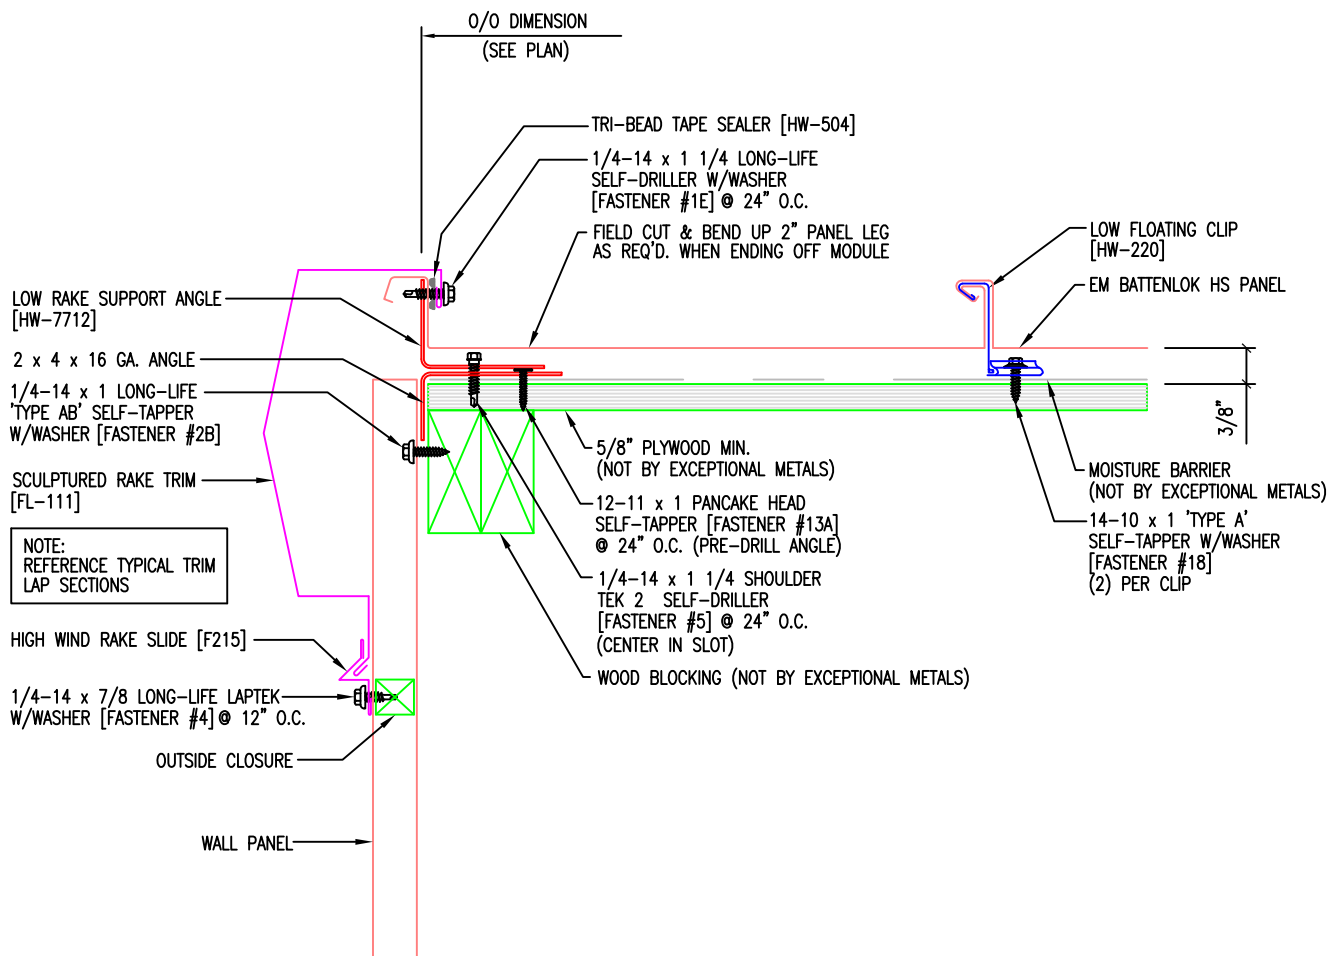 O/O DIMENSION
(SEE PLAN)
TRI-BEAD TAPE SEALER [HW-504]
1/4-14 x 1 1/4 LONG-LIFE
SELF-DRILLER W/WASHER
[FASTENER #1E] @ 24" O.C.
FIELD CUT & BEND UP 2" PANEL LEG
AS REQ'D. WHEN ENDING OFF MODULE
LOW FLOATING CLIP
[HW-220]
EM BATTENLOK HS PANEL
LOW RAKE SUPPORT ANGLE
[HW-7712]
2 x 4 x 16 GA. ANGLE
1/4-14 x 1 LONG-LIFE
'TYPE AB' SELF-TAPPER
W/WASHER [FASTENER #2B]
SCULPTURED RAKE TRIM
[FL-111]
NOTE:
REFERENCE TYPICAL TRIM
LAP SECTIONS
HIGH WIND RAKE SLIDE [F215]
1/4-14 x 7/8 LONG-LIFE LAPTEK
W/WASHER [FASTENER #4] @ 12" O.C.
OUTSIDE CLOSURE
WALL PANEL
5/8" PLYWOOD MIN.
(NOT BY EXCEPTIONAL METALS)
12-11 x 1 PANCAKE HEAD
SELF-TAPPER [FASTENER #13A]
@ 24" O.C. (PRE-DRILL ANGLE)
1/4-14 x 1 1/4 SHOULDER
TEK 2 SELF-DRILLER
[FASTENER #5] @ 24" O.C.
(CENTER IN SLOT)
WOOD BLOCKING (NOT BY EXCEPTIONAL METALS)
3/8"
MOISTURE BARRIER
(NOT BY EXCEPTIONAL METALS)
14-10 x 1 'TYPE A'
SELF-TAPPER W/WASHER
[FASTENER #18]
(2) PER CLIP